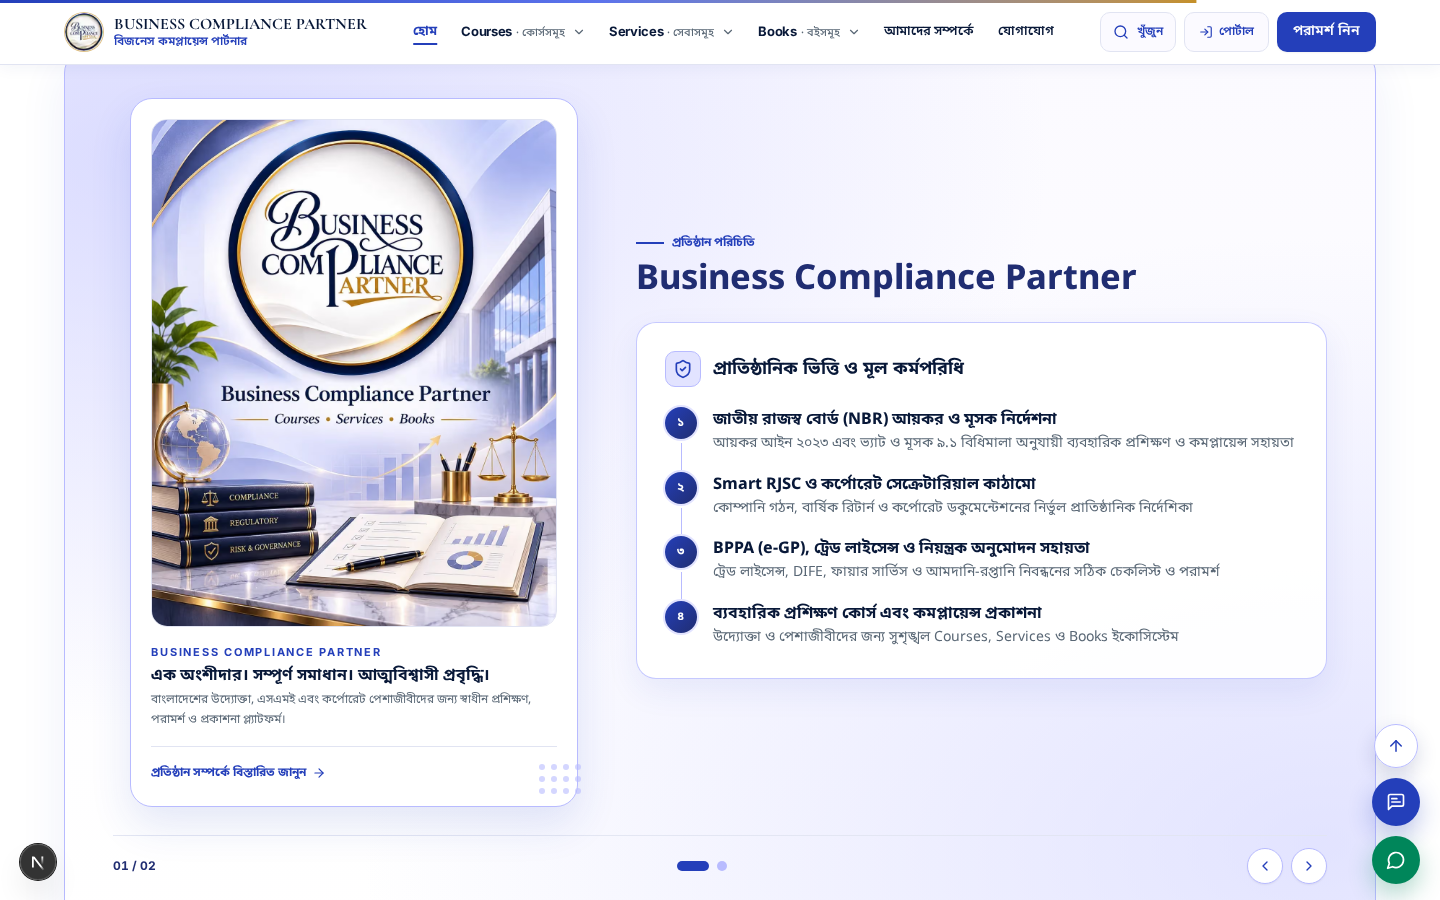 BUSINESS COMPLIANCE PARTNER
বিজনেস কমপ্লায়েন্স পার্টনার
হোম
Courses · কোর্সসমূহ
Services · সেবাসমূহ
Books · বইসমূহ
আমাদের সম্পর্কে
যোগাযোগ
খুঁজুন
পোর্টাল
পরামর্শ নিন
BUSINESS
COMPLIANCE
PARTNER
Business Compliance Partner
Courses • Services • Books
COMPLIANCE
REGULATORY
RISK & GOVERNANCE
BUSINESS COMPLIANCE PARTNER
এক অংশীদার। সম্পূর্ণ সমাধান। আত্মবিশ্বাসী প্রবৃদ্ধি।
বাংলাদেশের উদ্যোক্তা, এসএমই এবং কর্পোরেট পেশাজীবীদের জন্য স্বাধীন প্রশিক্ষণ,
পরামর্শ ও প্রকাশনা প্ল্যাটফর্ম।
প্রতিষ্ঠান সম্পর্কে বিস্তারিত জানুন
প্রতিষ্ঠান পরিচিতি
Business Compliance Partner
প্রাতিষ্ঠানিক ভিত্তি ও মূল কর্মপরিধি
১
জাতীয় রাজস্ব বোর্ড (NBR) আয়কর ও মূসক নির্দেশনা
আয়কর আইন ২০২৩ এবং ভ্যাট ও মূসক ৯.১ বিধিমালা অনুযায়ী ব্যবহারিক প্রশিক্ষণ ও কমপ্লায়েন্স সহায়তা
২
Smart RJSC ও কর্পোরেট সেক্রেটারিয়াল কাঠামো
কোম্পানি গঠন, বার্ষিক রিটার্ন ও কর্পোরেট ডকুমেন্টেশনের নির্ভুল প্রাতিষ্ঠানিক নির্দেশিকা
৩
BPPA (e-GP), ট্রেড লাইসেন্স ও নিয়ন্ত্রক অনুমোদন সহায়তা
ট্রেড লাইসেন্স, DIFE, ফায়ার সার্ভিস ও আমদানি-রপ্তানি নিবন্ধনের সঠিক চেকলিস্ট ও পরামর্শ
৪
ব্যবহারিক প্রশিক্ষণ কোর্স এবং কমপ্লায়েন্স প্রকাশনা
উদ্যোক্তা ও পেশাজীবীদের জন্য সুশৃঙ্খল Courses, Services ও Books ইকোসিস্টেম
01 / 02
N